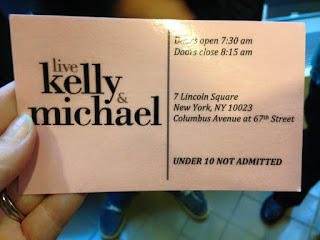 live
kelly
&
michael
Doors open 7:30 am
Doors close 8:15 am
7 Lincoln Square
New York, NY 10023
Columbus Avenue at 67th Street
UNDER 10 NOT ADMITTED